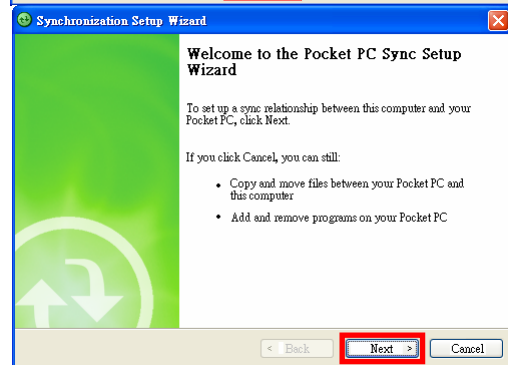 Synchronization Setup Wizard
Welcome to the Pocket PC Sync Setup
Wizard
To set up a sync relationship between this computer and your
Pocket PC, click Next.
If you click Cancel, you can still:
• Copy and move files between your Pocket PC and
this computer
• Add and remove programs on your Pocket PC
< Back Next > Cancel